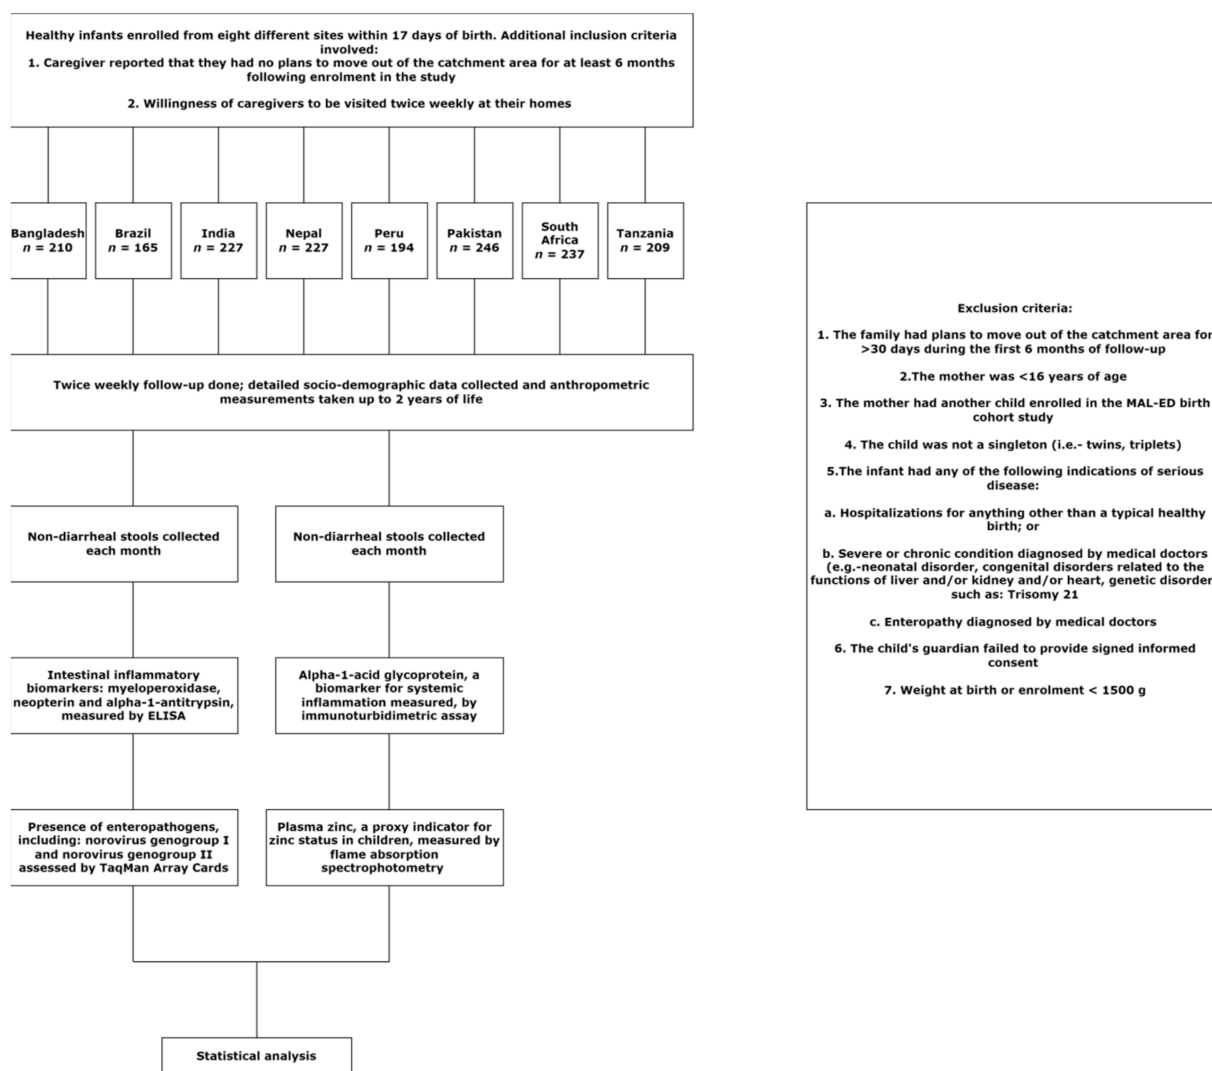 Healthy infants enrolled from eight different sites within 17 days of birth. Additional inclusion criteria
involved:
1. Caregiver reported that they had no plans to move out of the catchment area for at least 6 months
following enrolment in the study
2. Willingness of caregivers to be visited twice weekly at their homes
Bangladesh
n = 210
Brazil
n = 165
India
n = 227
Nepal
n = 227
Peru
n = 194
Pakistan
n = 246
South
Africa
n = 237
Tanzania
n = 209
Twice weekly follow-up done; detailed socio-demographic data collected and anthropometric
measurements taken up to 2 years of life
Non-diarrheal stools collected
each month
Non-diarrheal stools collected
each month
Intestinal inflammatory
biomarkers: myeloperoxidase,
neopterin and alpha-1-antitrypsin,
measured by ELISA
Alpha-1-acid glycoprotein, a
biomarker for systemic
inflammation measured, by
immunoturbidimetric assay
Presence of enteropathogens,
including: norovirus genogroup I
and norovirus genogroup II
assessed by TaqMan Array Cards
Plasma zinc, a proxy indicator for
zinc status in children, measured by
flame absorption
spectrophotometry
Statistical analysis
Exclusion criteria:
1. The family had plans to move out of the catchment area for
>30 days during the first 6 months of follow-up
2.The mother was <16 years of age
3. The mother had another child enrolled in the MAL-ED birth
cohort study
4. The child was not a singleton (i.e.- twins, triplets)
5.The infant had any of the following indications of serious
disease:
a. Hospitalizations for anything other than a typical healthy
birth; or
b. Severe or chronic condition diagnosed by medical doctors
(e.g.-neonatal disorder, congenital disorders related to the
functions of liver and/or kidney and/or heart, genetic disorder
such as: Trisomy 21
c. Enteropathy diagnosed by medical doctors
6. The child's guardian failed to provide signed informed
consent
7. Weight at birth or enrolment < 1500 g